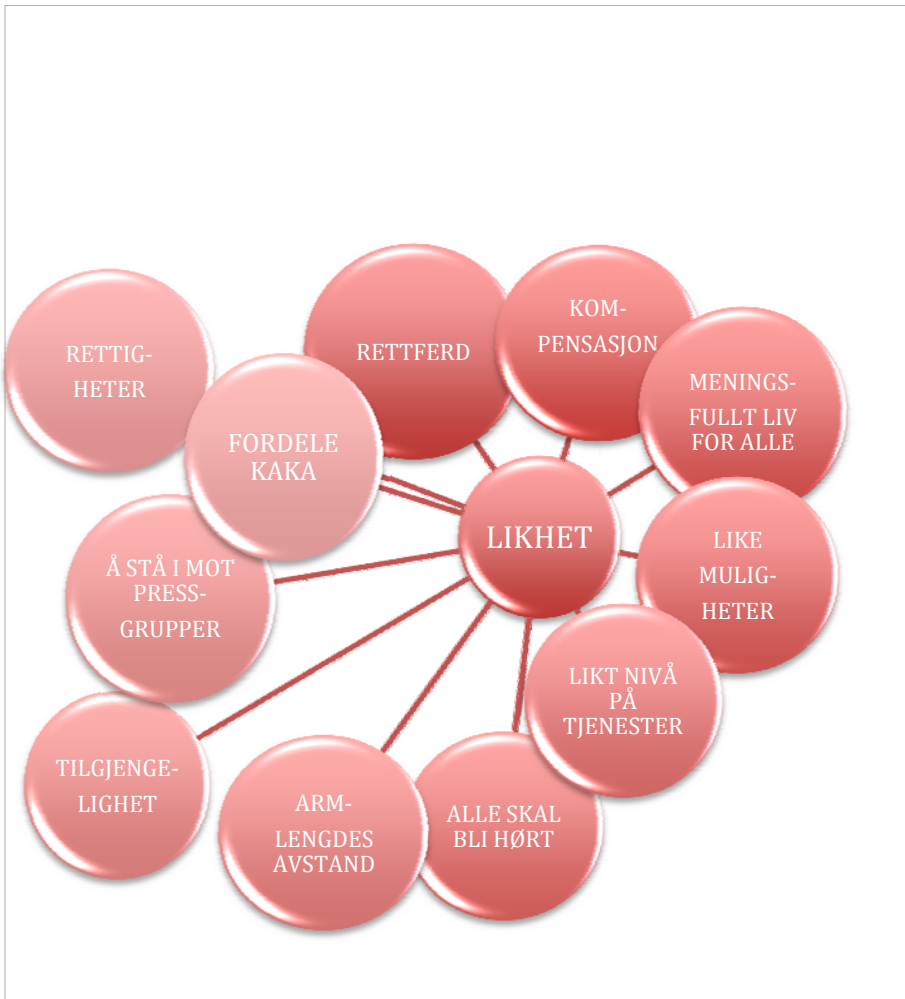 KOM-
PENSASJON
RETTFERD
RETTIG-
HETER
MENINGS-
FULLT LIV
FOR ALLE
FORDELE
KAKA
LIKHET
LIKE
MULIG-
HETER
Å STÅ I MOT
PRESS-
GRUPPER
LIKT NIVÅ
PÅ
TJENESTER
TILGJENGE-
LIGHET
ARM-
LENGDES
AVSTAND
ALLE SKAL
BLI HØRT